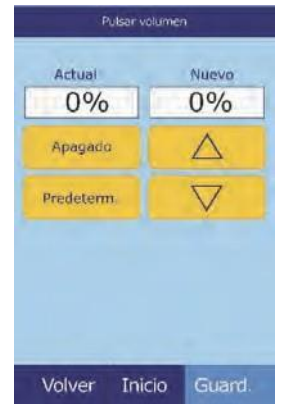 Pulsar volumen
Actual Nuevo
0% 0%
Apagado
Predeterm.
Volver Inicio Guard.